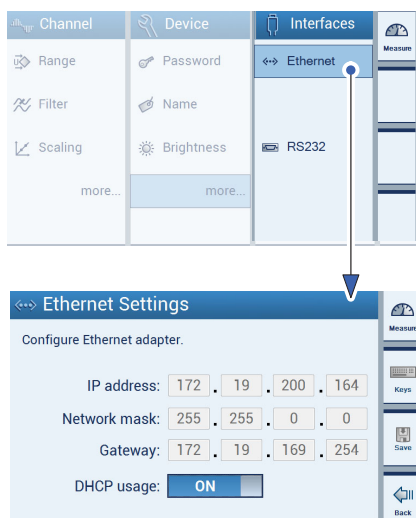 Channel
Device
Interfaces
Measure
Range
Password
Ethernet
Filter
Name
Scaling
Brightness
RS232
more...
more...
Ethernet Settings
Measure
Configure Ethernet adapter.
IP address: 172 . 19 . 200 . 164
Keys
Network mask: 255 . 255 . 0 . 0
Gateway: 172 . 19 . 169 . 254
Save
DHCP usage: ON
Back